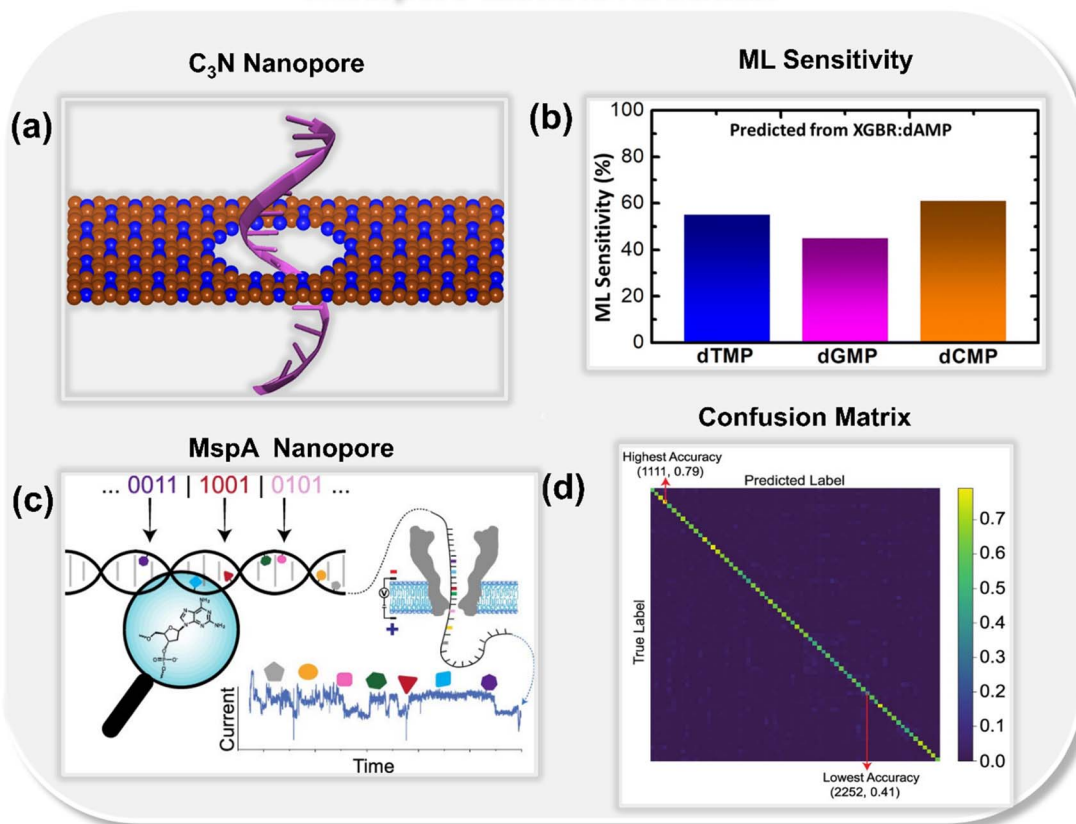 C₃N Nanopore
(a)
ML Sensitivity
(b)
Predicted from XGBR:dAMP
ML Sensitivity (%)
100
80
60
40
20
0
dTMP dGMP dCMP
MspA Nanopore
(c)
... 0011 | 1001 | 0101 ...
NH₂
N
N
N
N
NH₂
O
O
O
O
P
O⁻
O
V
+
Current
Time
Confusion Matrix
(d)
Highest Accuracy
(1111, 0.79)
Predicted Label
True Label
0.7
0.6
0.5
0.4
0.3
0.2
0.1
0.0
Lowest Accuracy
(2252, 0.41)